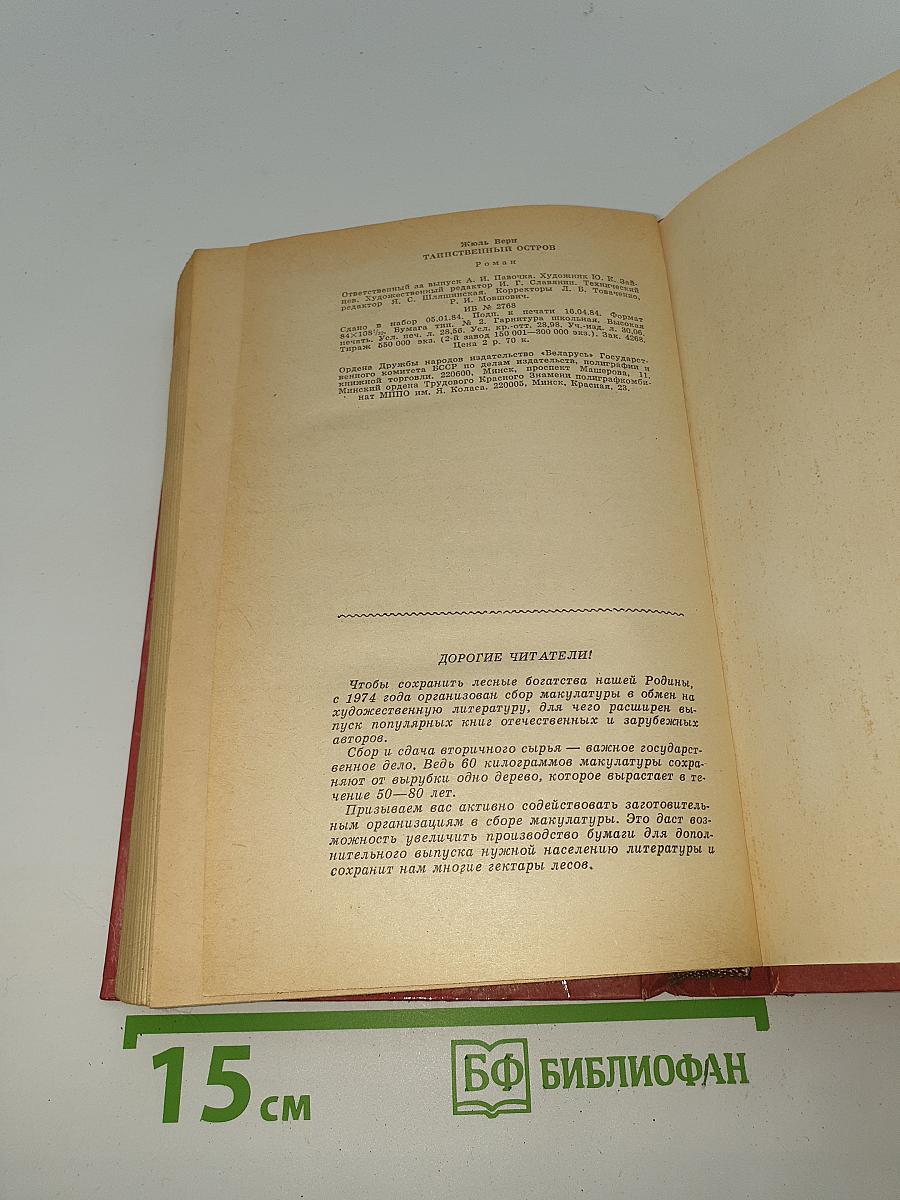 Жюль Верн
ТАИНСТВЕННЫЙ ОСТРОВ
Роман
Ответственный за выпуск А. И. Павочка. Художник Ю. К. Зай-
цев. Художественный редактор И. Г. Славянин. Технический
редактор Я. С. Шляпинская. Корректоры Л. Б. Товаченко,
Р. И. Мовшович.
ИБ № 2768
Сдано в набор 05.01.84. Подп. к печати 16.04.84. Формат
84×108¹/₃₂. Бумага тип. № 2. Гарнитура школьная. Высокая
печать. Усл. печ. л. 28,56. Усл. кр.-отт. 28,98. Уч.-изд. л. 30,06.
Тираж 550 000 экз. (2-й завод 150 001—300 000 экз.). Зак. 4268.
Цена 2 р. 70 к.
Ордена Дружбы народов издательство «Беларусь» Государст-
венного комитета БССР по делам издательств, полиграфии и
книжной торговли. 220600, Минск, проспект Машерова, 11.
Минский ордена Трудового Красного Знамени полиграфкомби-
нат МППО им. Я. Коласа. 220005, Минск, Красная, 23.
ДОРОГИЕ ЧИТАТЕЛИ!
Чтобы сохранить лесные богатства нашей Родины,
с 1974 года организован сбор макулатуры в обмен на
художественную литературу, для чего расширен вы-
пуск популярных книг отечественных и зарубежных
авторов.
Сбор и сдача вторичного сырья — важное государст-
венное дело. Ведь 60 килограммов макулатуры сохра-
няют от вырубки одно дерево, которое вырастает в те-
чение 50—80 лет.
Призываем вас активно содействовать заготовитель-
ным организациям в сборе макулатуры. Это даст воз-
можность увеличить производство бумаги для допол-
нительного выпуска нужной населению литературы и
сохранит нам многие гектары лесов.
15 см
БФ БИБЛИОФАН